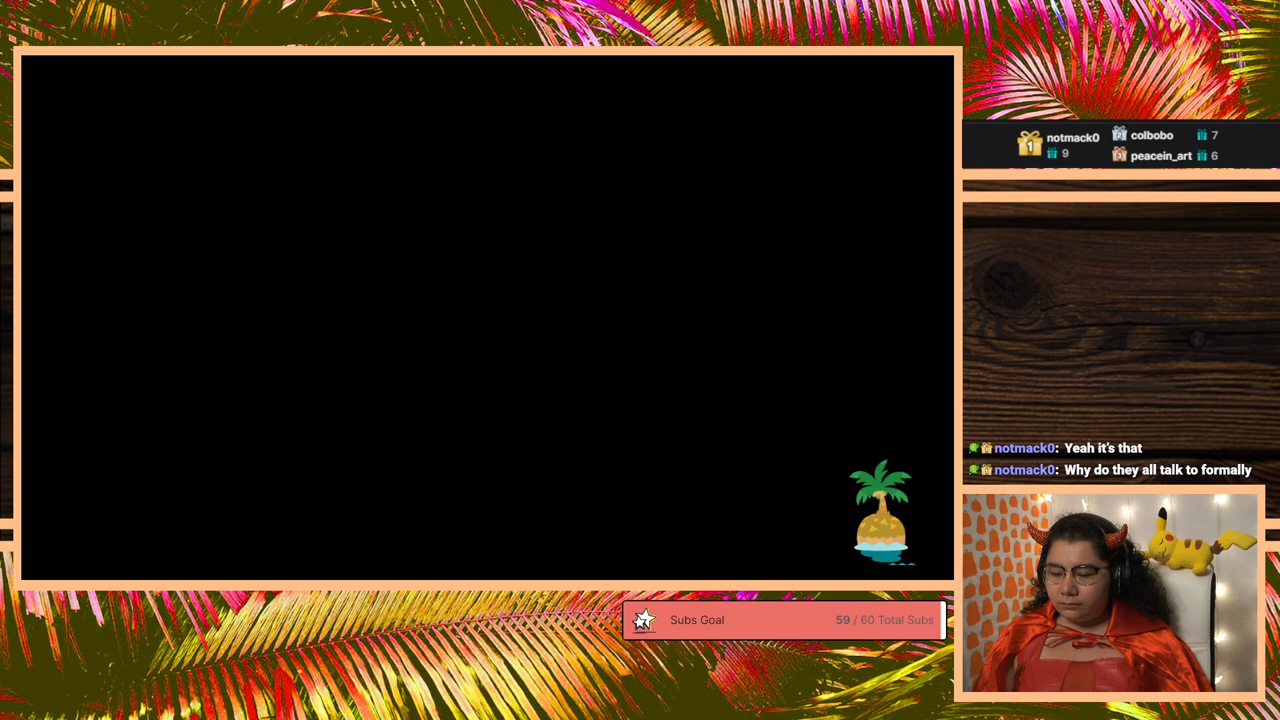 notmack0
9
colbobo 7
peacein_art 6
notmack0: Yeah it's that
notmack0: Why do they all talk to formally
Subs Goal 59 / 60 Total Subs